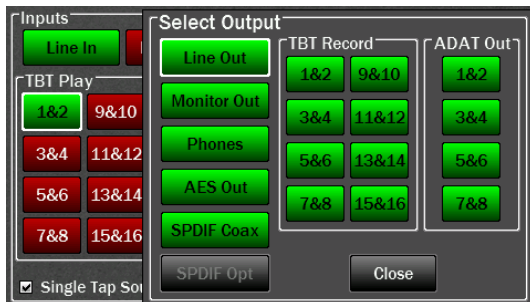 Inputs
Line In
TBT Play
1&2 9&10
3&4 11&12
5&6 13&14
7&8 15&16
Single Tap Sou
Select Output
Line Out
Monitor Out
Phones
AES Out
SPDIF Coax
SPDIF Opt
TBT Record
1&2 9&10
3&4 11&12
5&6 13&14
7&8 15&16
ADAT Out
1&2
3&4
5&6
7&8
Close